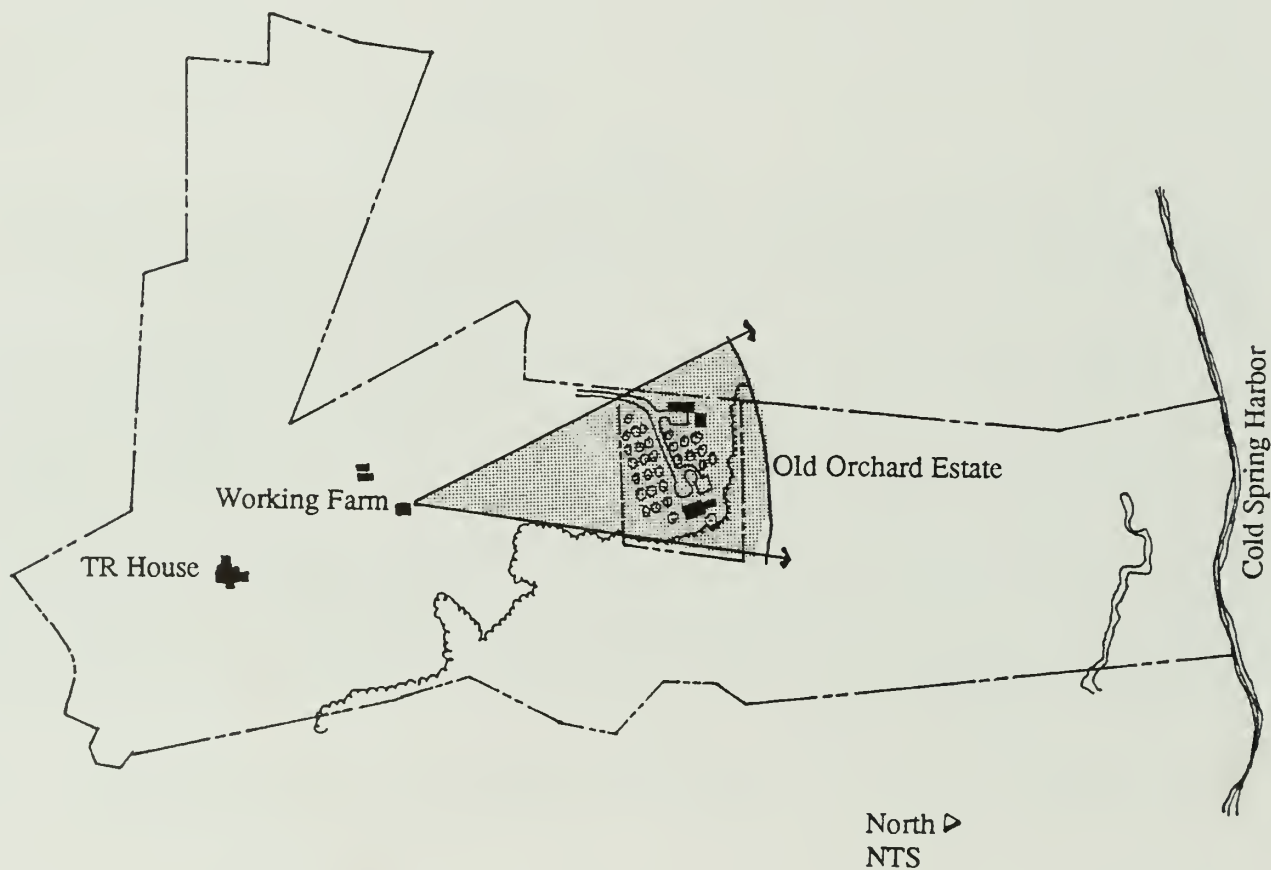 Old Orchard Estate
Working Farm
TR House
Cold Spring Harbor
North
NTS